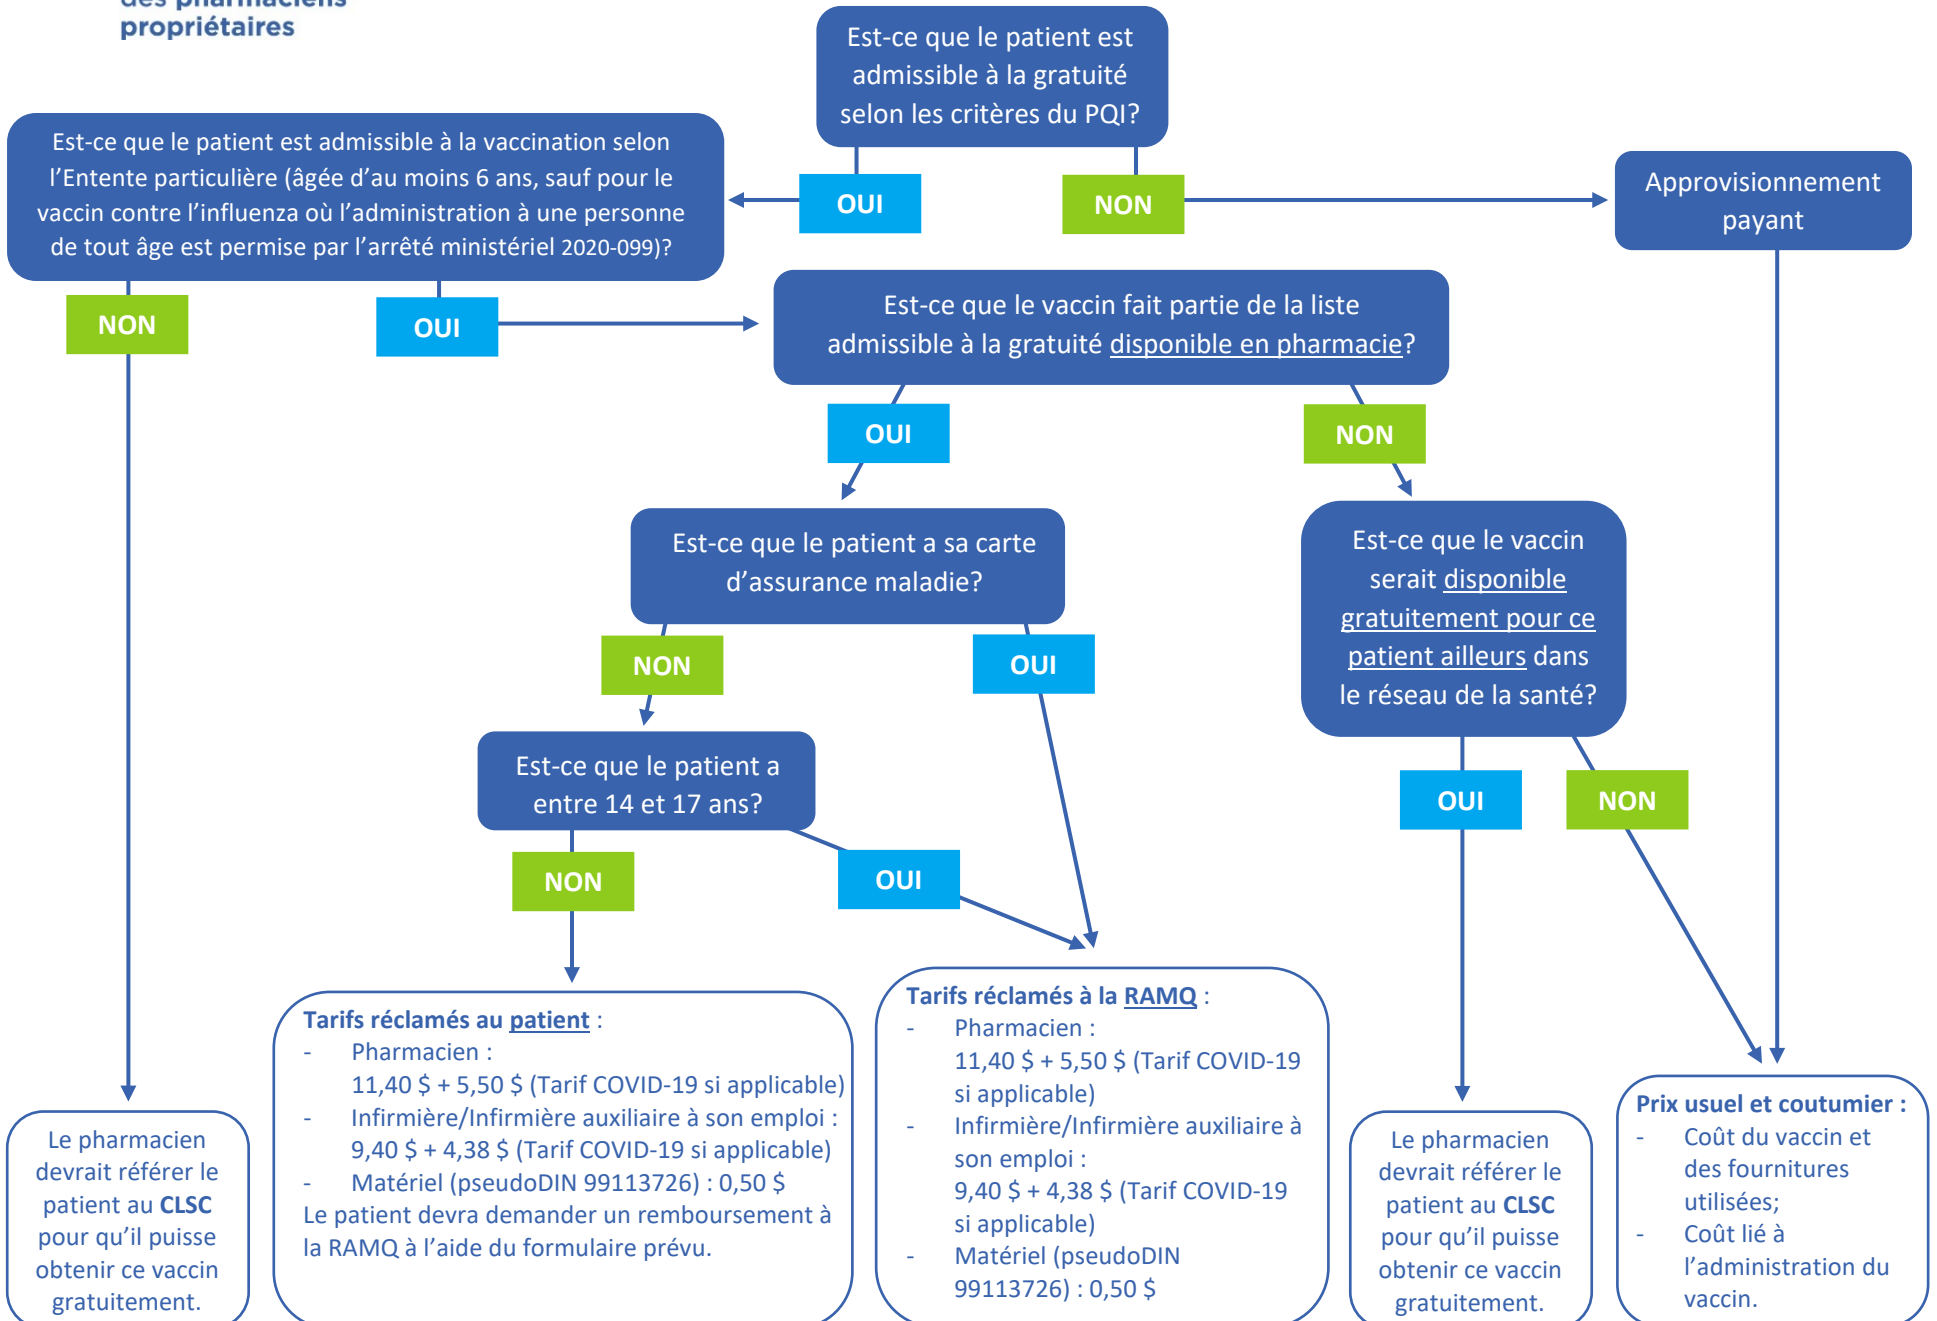 des pharmaciens
propriétaires
Est-ce que le patient est
admissible à la gratuité
selon les critères du PQI?
Est-ce que le patient est admissible à la vaccination selon
l'Entente particulière (âgée d'au moins 6 ans, sauf pour le
vaccin contre l'influenza où l'administration à une personne
de tout âge est permise par l'arrêté ministériel 2020-099)?
OUI
NON
Approvisionnement
payant
NON
OUI
Est-ce que le vaccin fait partie de la liste
admissible à la gratuité disponible en pharmacie?
OUI
NON
Est-ce que le patient a sa carte
d'assurance maladie?
Est-ce que le vaccin
serait disponible
gratuitement pour ce
patient ailleurs dans
le réseau de la santé?
NON
OUI
Est-ce que le patient a
entre 14 et 17 ans?
OUI
NON
NON
OUI
Le pharmacien
devrait référer le
patient au CLSC
pour qu'il puisse
obtenir ce vaccin
gratuitement.
Tarifs réclamés au patient :
- Pharmacien :
11,40 $ + 5,50 $ (Tarif COVID-19 si applicable)
- Infirmière/Infirmière auxiliaire à son emploi :
9,40 $ + 4,38 $ (Tarif COVID-19 si applicable)
- Matériel (pseudoDIN 99113726) : 0,50 $
Le patient devra demander un remboursement à
la RAMQ à l'aide du formulaire prévu.
Tarifs réclamés à la RAMQ :
- Pharmacien :
11,40 $ + 5,50 $ (Tarif COVID-19
si applicable)
- Infirmière/Infirmière auxiliaire à
son emploi :
9,40 $ + 4,38 $ (Tarif COVID-19
si applicable)
- Matériel (pseudoDIN
99113726) : 0,50 $
Le pharmacien
devrait référer le
patient au CLSC
pour qu'il puisse
obtenir ce vaccin
gratuitement.
Prix usuel et coutumier :
- Coût du vaccin et
des fournitures
utilisées;
- Coût lié à
l'administration du
vaccin.